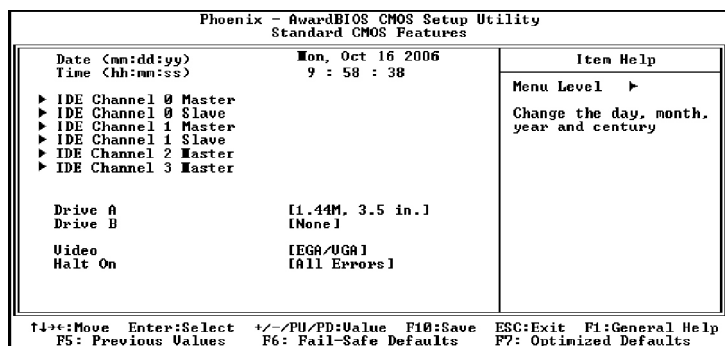 Phoenix - AwardBIOS CMOS Setup Utility
Standard CMOS Features
Date (mm:dd:yy) Mon, Oct 16 2006
Time (hh:mm:ss) 9 : 58 : 38
► IDE Channel 0 Master
► IDE Channel 0 Slave
► IDE Channel 1 Master
► IDE Channel 1 Slave
► IDE Channel 2 Master
► IDE Channel 3 Master
Drive A [1.44M, 3.5 in.]
Drive B [None]
Video [EGA/VGA]
Halt On [All Errors]
Item Help
Menu Level ►
Change the day, month,
year and century
↑↓→←:Move Enter:Select +/-/PU/PD:Value F10:Save ESC:Exit F1:General Help
F5: Previous Values F6: Fail-Safe Defaults F7: Optimized Defaults